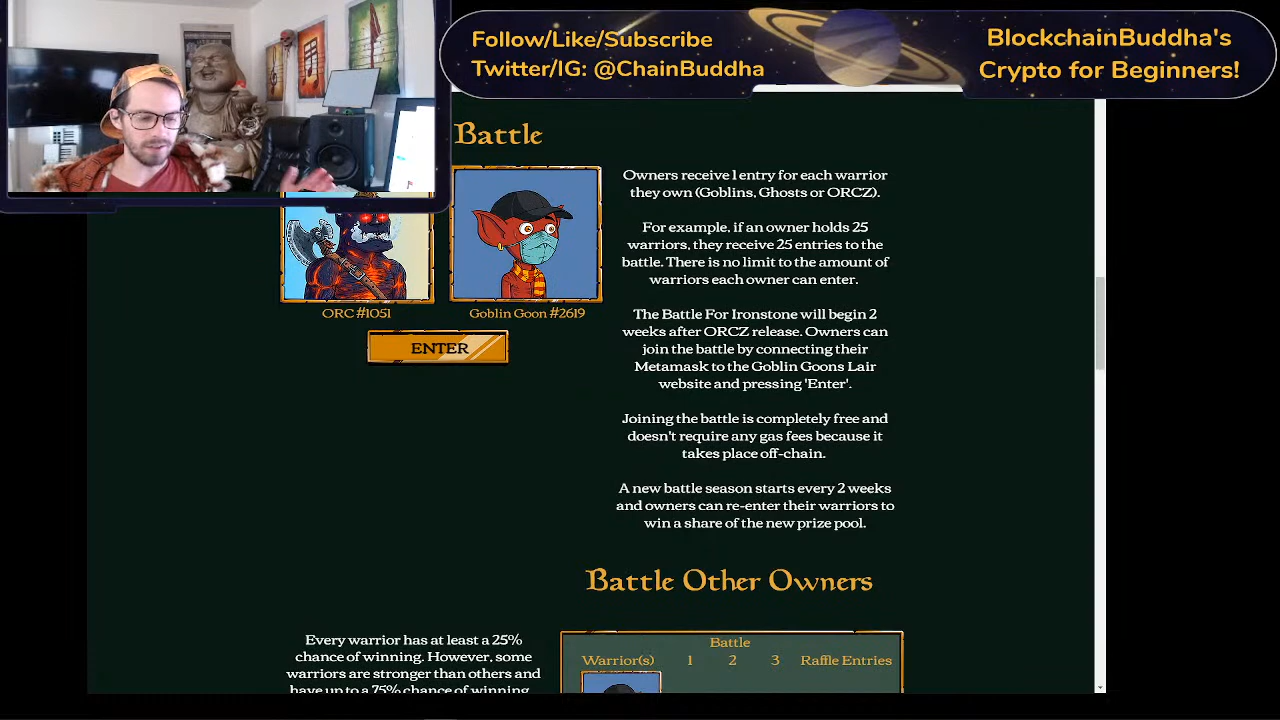 Follow/Like/Subscribe
Twitter/IG: @ChainBuddha
BlockchainBuddha's
Crypto for Beginners!
Battle
ORC #1051
Goblin Goon #2619
ENTER
Owners receive 1 entry for each warrior
they own (Goblins, Ghosts or ORCZ).
For example, if an owner holds 25
warriors, they receive 25 entries to the
battle. There is no limit to the amount of
warriors each owner can enter.
The Battle For Ironstone will begin 2
weeks after ORCZ release. Owners can
join the battle by connecting their
Metamask to the Goblin Goons Lair
website and pressing 'Enter'.
Joining the battle is completely free and
doesn't require any gas fees because it
takes place off-chain.
A new battle season starts every 2 weeks
and owners can re-enter their warriors to
win a share of the new prize pool.
Battle Other Owners
Every warrior has at least a 25%
chance of winning. However, some
warriors are stronger than others and
have up to a 75% chance of winning
Battle
Warrior(s) 1 2 3 Raffle Entries